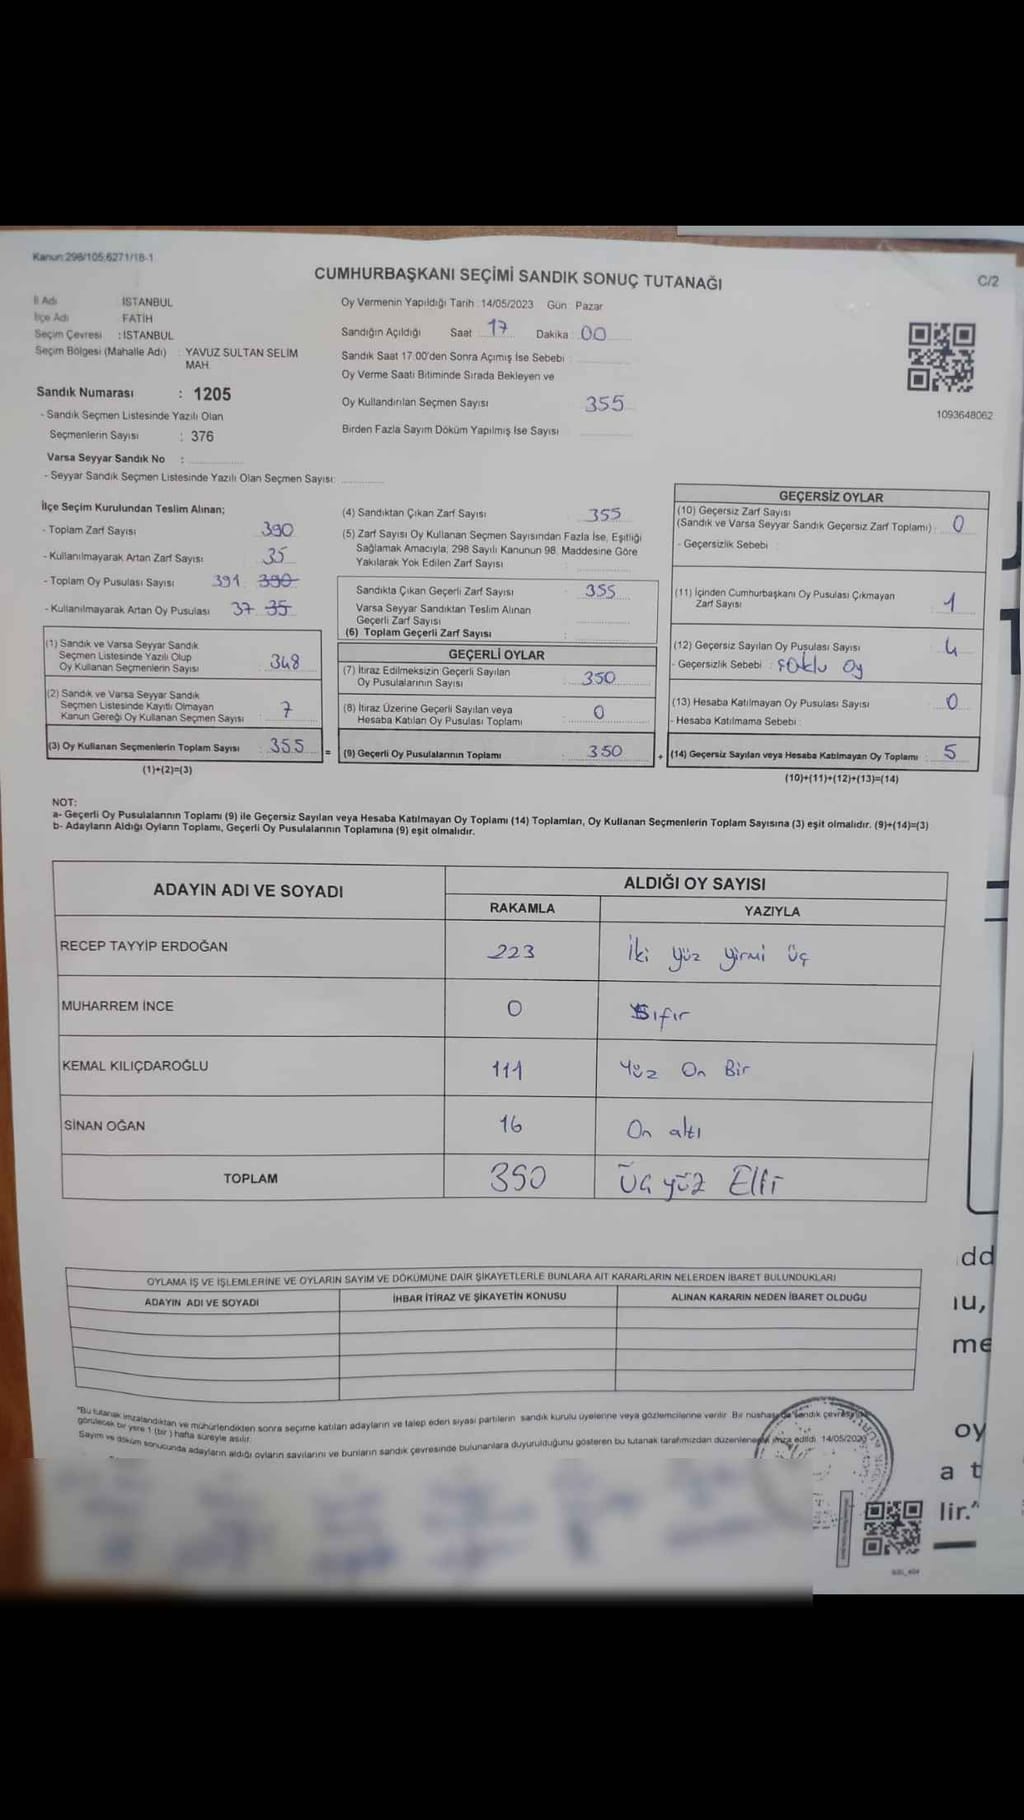 Kanun:298/105,6271/18-1
CUMHURBAŞKANI SEÇİMİ SANDIK SONUÇ TUTANAĞI
C/2
İl Adı İSTANBUL
İlçe Adı FATİH
Seçim Çevresi : İSTANBUL
Seçim Bölgesi (Mahalle Adı) : YAVUZ SULTAN SELİM
MAH.
Sandık Numarası : 1205
- Sandık Seçmen Listesinde Yazılı Olan
Seçmenlerin Sayısı : 376
Varsa Seyyar Sandık No :
- Seyyar Sandık Seçmen Listesinde Yazılı Olan Seçmen Sayısı:
Oy Vermenin Yapıldığı Tarih : 14/05/2023 Gün Pazar
Sandığın Açıldığı Saat 17 Dakika 00
Sandık Saat 17.00'den Sonra Açımış İse Sebebi :
Oy Verme Saati Bitiminde Sırada Bekleyen ve
Oy Kullandırılan Seçmen Sayısı 355
Birden Fazla Sayım Döküm Yapılmış İse Sayısı
1093648062
İlçe Seçim Kurulundan Teslim Alınan;
- Toplam Zarf Sayısı 390
- Kullanılmayarak Artan Zarf Sayısı 35
- Toplam Oy Pusulası Sayısı 391 390
- Kullanılmayarak Artan Oy Pusulası 37 35
(1) Sandık ve Varsa Seyyar Sandık
Seçmen Listesinde Yazılı Olup
Oy Kullanan Seçmenlerin Sayısı 348
(2) Sandık ve Varsa Seyyar Sandık
Seçmen Listesinde Kayıtlı Olmayan
Kanun Gereği Oy Kullanan Seçmen Sayısı 7
(3) Oy Kullanan Seçmenlerin Toplam Sayısı : 355 =
(1)+(2)=(3)
(4) Sandıktan Çıkan Zarf Sayısı 355
(5) Zarf Sayısı Oy Kullanan Seçmen Sayısından Fazla İse, Eşitliği
Sağlamak Amacıyla, 298 Sayılı Kanunun 98. Maddesine Göre
Yakılarak Yok Edilen Zarf Sayısı
Sandıkta Çıkan Geçerli Zarf Sayısı : 355
Varsa Seyyar Sandıktan Teslim Alınan
Geçerli Zarf Sayısı
(6) Toplam Geçerli Zarf Sayısı :
GEÇERLİ OYLAR
(7) İtiraz Edilmeksizin Geçerli Sayılan
Oy Pusulalarının Sayısı 350
(8) İtiraz Üzerine Geçerli Sayılan veya
Hesaba Katılan Oy Pusulası Toplamı 0
(9) Geçerli Oy Pusulalarının Toplamı 350 +
GEÇERSİZ OYLAR
(10) Geçersiz Zarf Sayısı
(Sandık ve Varsa Seyyar Sandık Geçersiz Zarf Toplamı) : 0
- Geçersizlik Sebebi
(11) İçinden Cumhurbaşkanı Oy Pusulası Çıkmayan
Zarf Sayısı 1
(12) Geçersiz Sayılan Oy Pusulası Sayısı 4
- Geçersizlik Sebebi : Oy
(13) Hesaba Katılmayan Oy Pusulası Sayısı 0
- Hesaba Katılmama Sebebi :
(14) Geçersiz Sayılan veya Hesaba Katılmayan Oy Toplamı : 5
(10)+(11)+(12)+(13)=(14)
NOT:
a- Geçerli Oy Pusulalarının Toplamı (9) ile Geçersiz Sayılan veya Hesaba Katılmayan Oy Toplamı (14) Toplamları, Oy Kullanan Seçmenlerin Toplam Sayısına (3) eşit olmalıdır. (9)+(14)=(3)
b- Adayların Aldığı Oyların Toplamı, Geçerli Oy Pusulalarının Toplamına (9) eşit olmalıdır.
ADAYIN ADI VE SOYADI ALDIĞI OY SAYISI
RAKAMLA YAZIYLA
RECEP TAYYİP ERDOĞAN 223 İki yüz yirmi üç
MUHARREM İNCE 0 Sıfır
KEMAL KILIÇDAROĞLU 111 Yüz On Bir
SİNAN OĞAN 16 On altı
TOPLAM 350 Üç yüz Elli
OYLAMA İŞ VE İŞLEMLERİNE VE OYLARIN SAYIM VE DÖKÜMÜNE DAİR ŞİKAYETLERLE BUNLARA AİT KARARLARIN NELERDEN İBARET BULUNDUKLARI
ADAYIN ADI VE SOYADI İHBAR İTİRAZ VE ŞİKAYETİN KONUSU ALINAN KARARIN NEDEN İBARET OLDUĞU
"Bu tutanak imzalandıktan ve mühürlendikten sonra seçime katılan adayların ve talep eden siyasi partilerin sandık kurulu üyelerine veya gözlemcilerine verilir. Bir nüshası da sandık çevresinde
görülecek bir yere 1 (bir) hafta süreyle asılır.
Sayım ve döküm sonucunda adayların aldığı oyların sayılarını ve bunların sandık çevresinde bulunanlara duyurulduğunu gösteren bu tutanak tarafımızdan düzenlenerek imza edildi. 14/05/2023
dd
ıu,
me
oy
a t
lir."